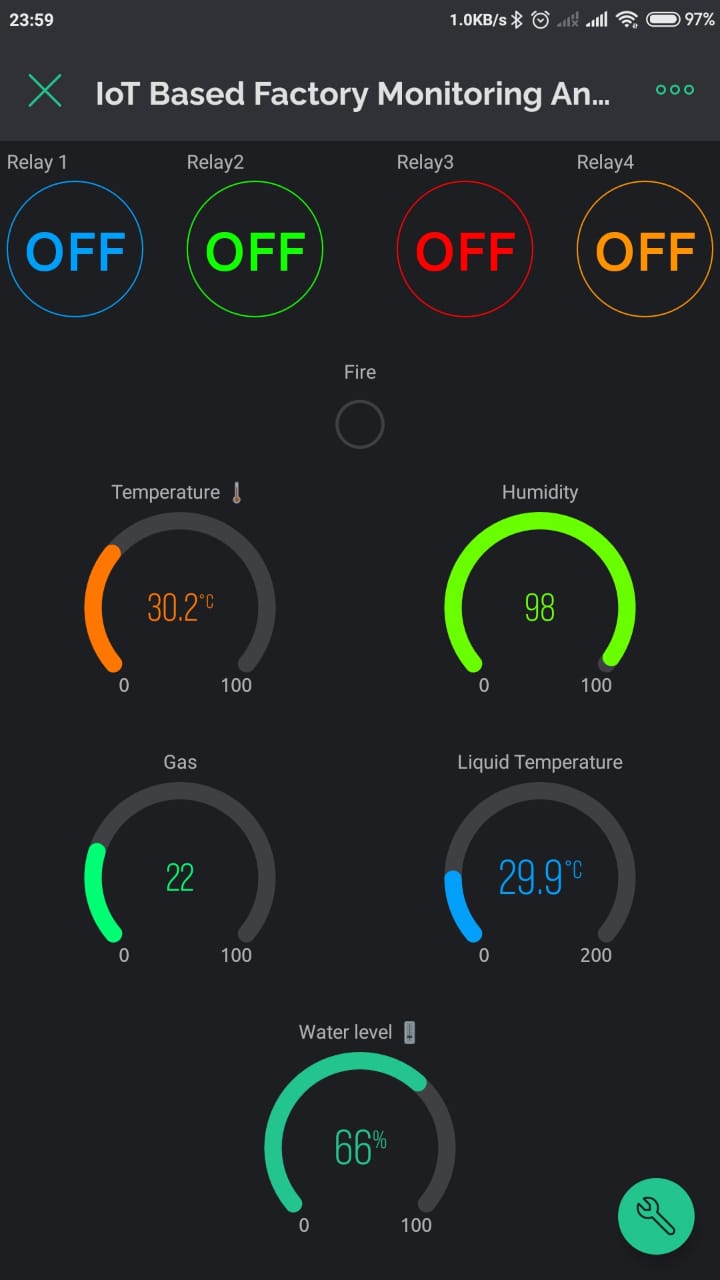 23:59 1.0KB/s 97%
IoT Based Factory Monitoring An...
Relay 1 Relay2 Relay3 Relay4
OFF OFF OFF OFF
Fire
Temperature Humidity
30.2°C 98
0 100 0 100
Gas Liquid Temperature
22 29.9°C
0 100 0 200
Water level
66%
0 100